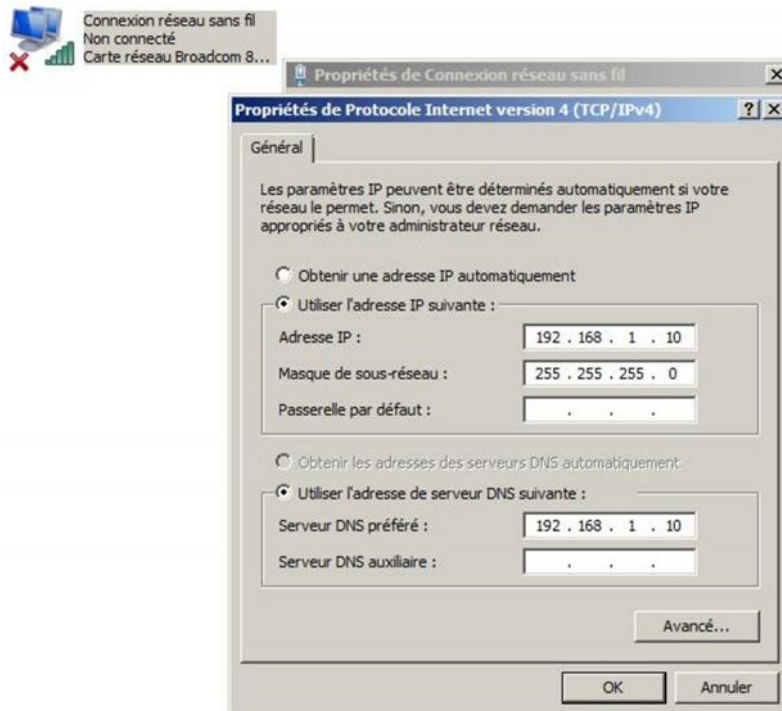 Connexion réseau sans fil
Non connecté
Carte réseau Broadcom 8...
Propriétés de Connexion réseau sans fil
Propriétés de Protocole Internet version 4 (TCP/IPv4)
Général
Les paramètres IP peuvent être déterminés automatiquement si votre
réseau le permet. Sinon, vous devez demander les paramètres IP
appropriés à votre administrateur réseau.
Obtenir une adresse IP automatiquement
Utiliser l'adresse IP suivante :
Adresse IP : 192 . 168 . 1 . 10
Masque de sous-réseau : 255 . 255 . 255 . 0
Passerelle par défaut : . . .
Obtenir les adresses des serveurs DNS automatiquement
Utiliser l'adresse de serveur DNS suivante :
Serveur DNS préféré : 192 . 168 . 1 . 10
Serveur DNS auxiliaire : . . .
Avancé...
OK Annuler